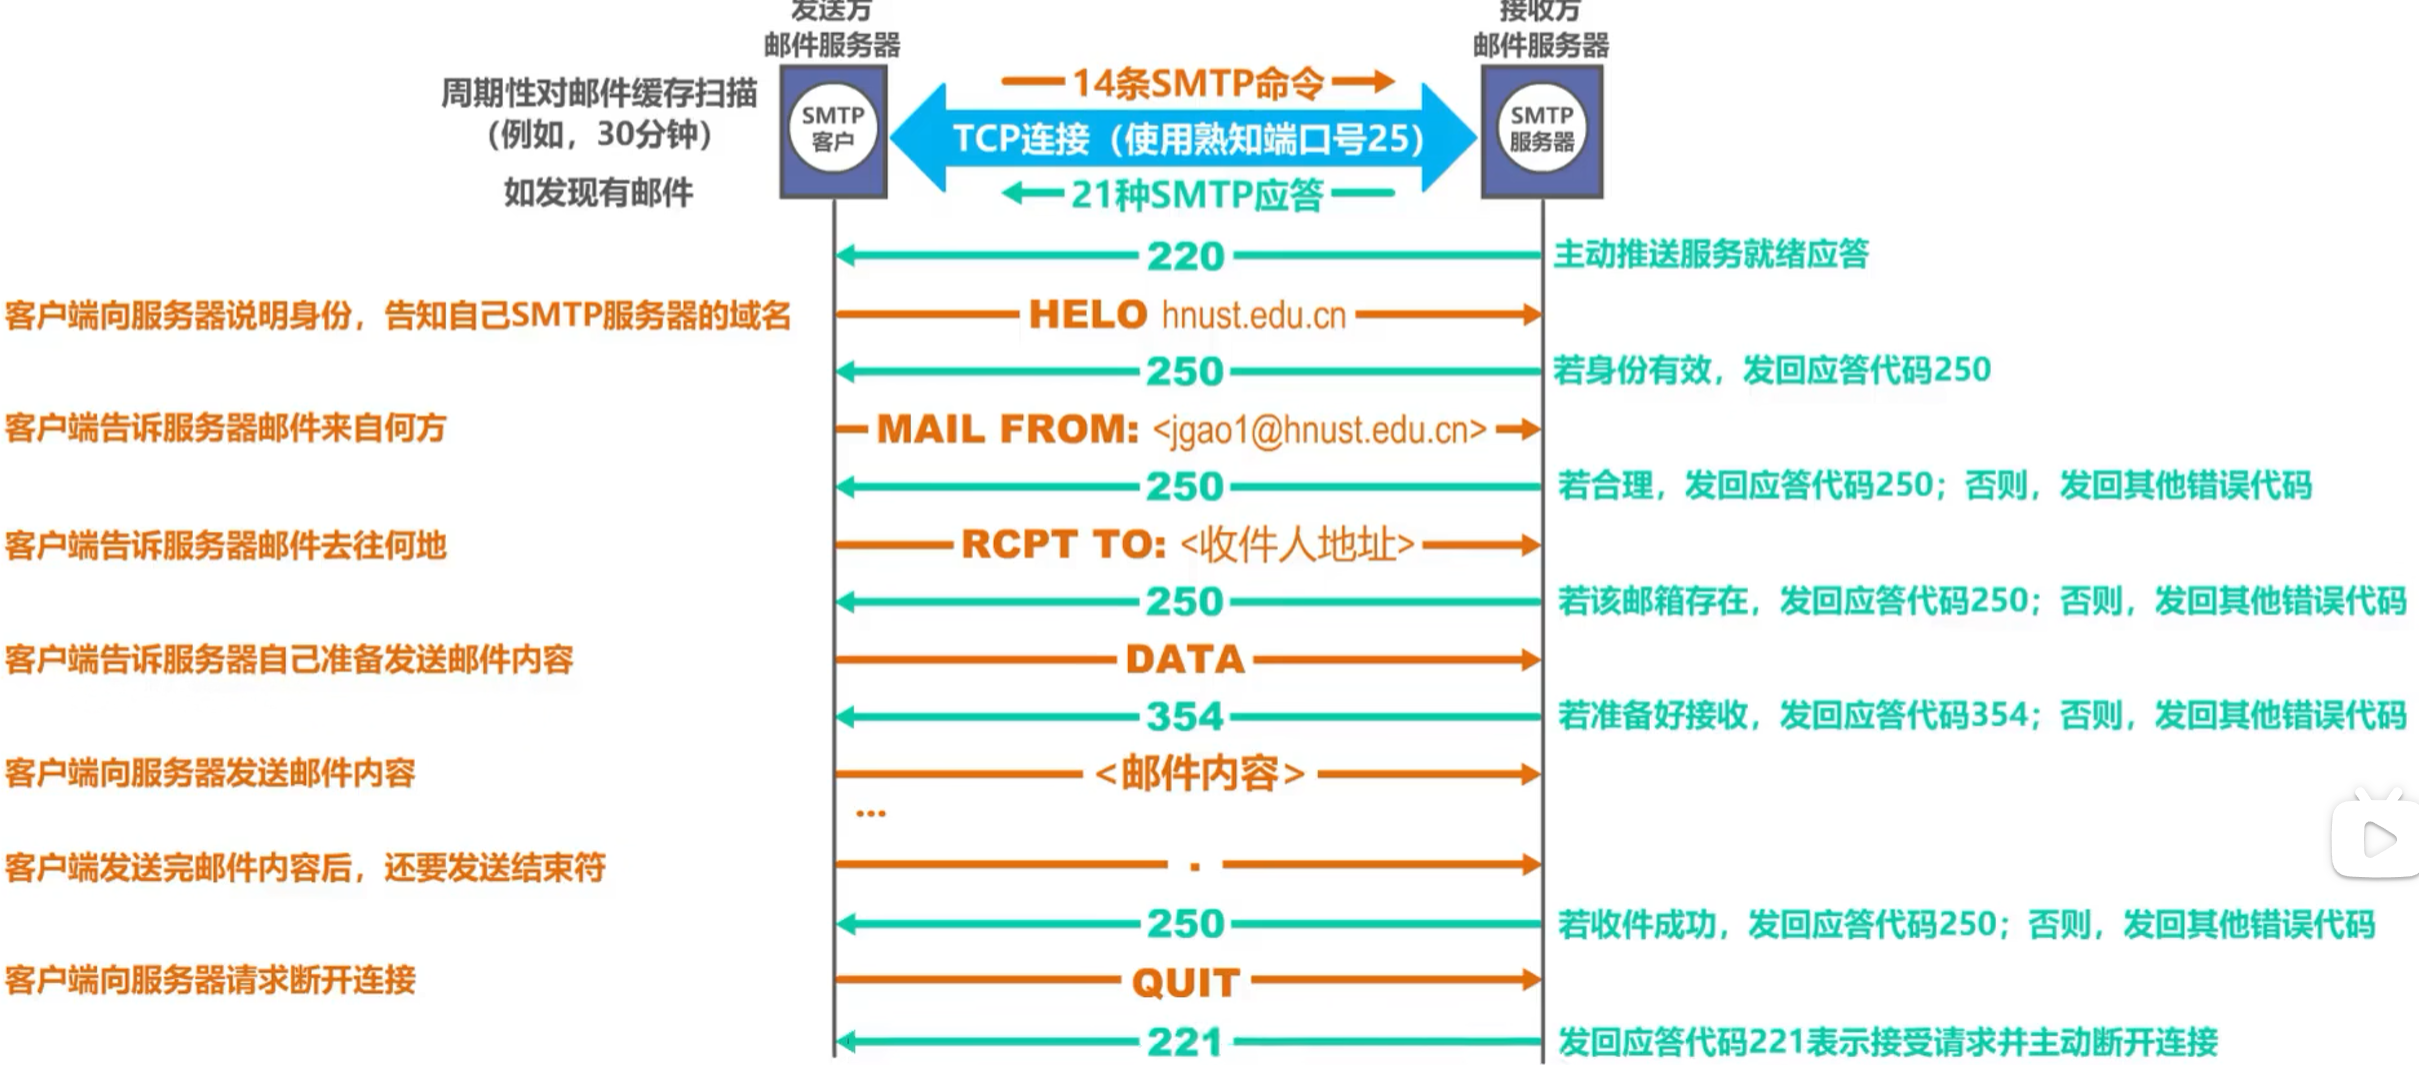 发送方
邮件服务器
接收方
邮件服务器
周期性对邮件缓存扫描
（例如，30分钟）
如发现有邮件
SMTP
客户
14条SMTP命令
TCP连接（使用熟知端口号25）
21种SMTP应答
SMTP
服务器
220
主动推送服务就绪应答
客户端向服务器说明身份，告知自己SMTP服务器的域名
HELO hnust.edu.cn
250
若身份有效，发回应答代码250
客户端告诉服务器邮件来自何方
MAIL FROM: <jgao1@hnust.edu.cn>
250
若合理，发回应答代码250；否则，发回其他错误代码
客户端告诉服务器邮件去往何地
RCPT TO: <收件人地址>
250
若该邮箱存在，发回应答代码250；否则，发回其他错误代码
客户端告诉服务器自己准备发送邮件内容
DATA
354
若准备好接收，发回应答代码354；否则，发回其他错误代码
客户端向服务器发送邮件内容
<邮件内容>
...
客户端发送完邮件内容后，还要发送结束符
.
250
若收件成功，发回应答代码250；否则，发回其他错误代码
客户端向服务器请求断开连接
QUIT
221
发回应答代码221表示接受请求并主动断开连接